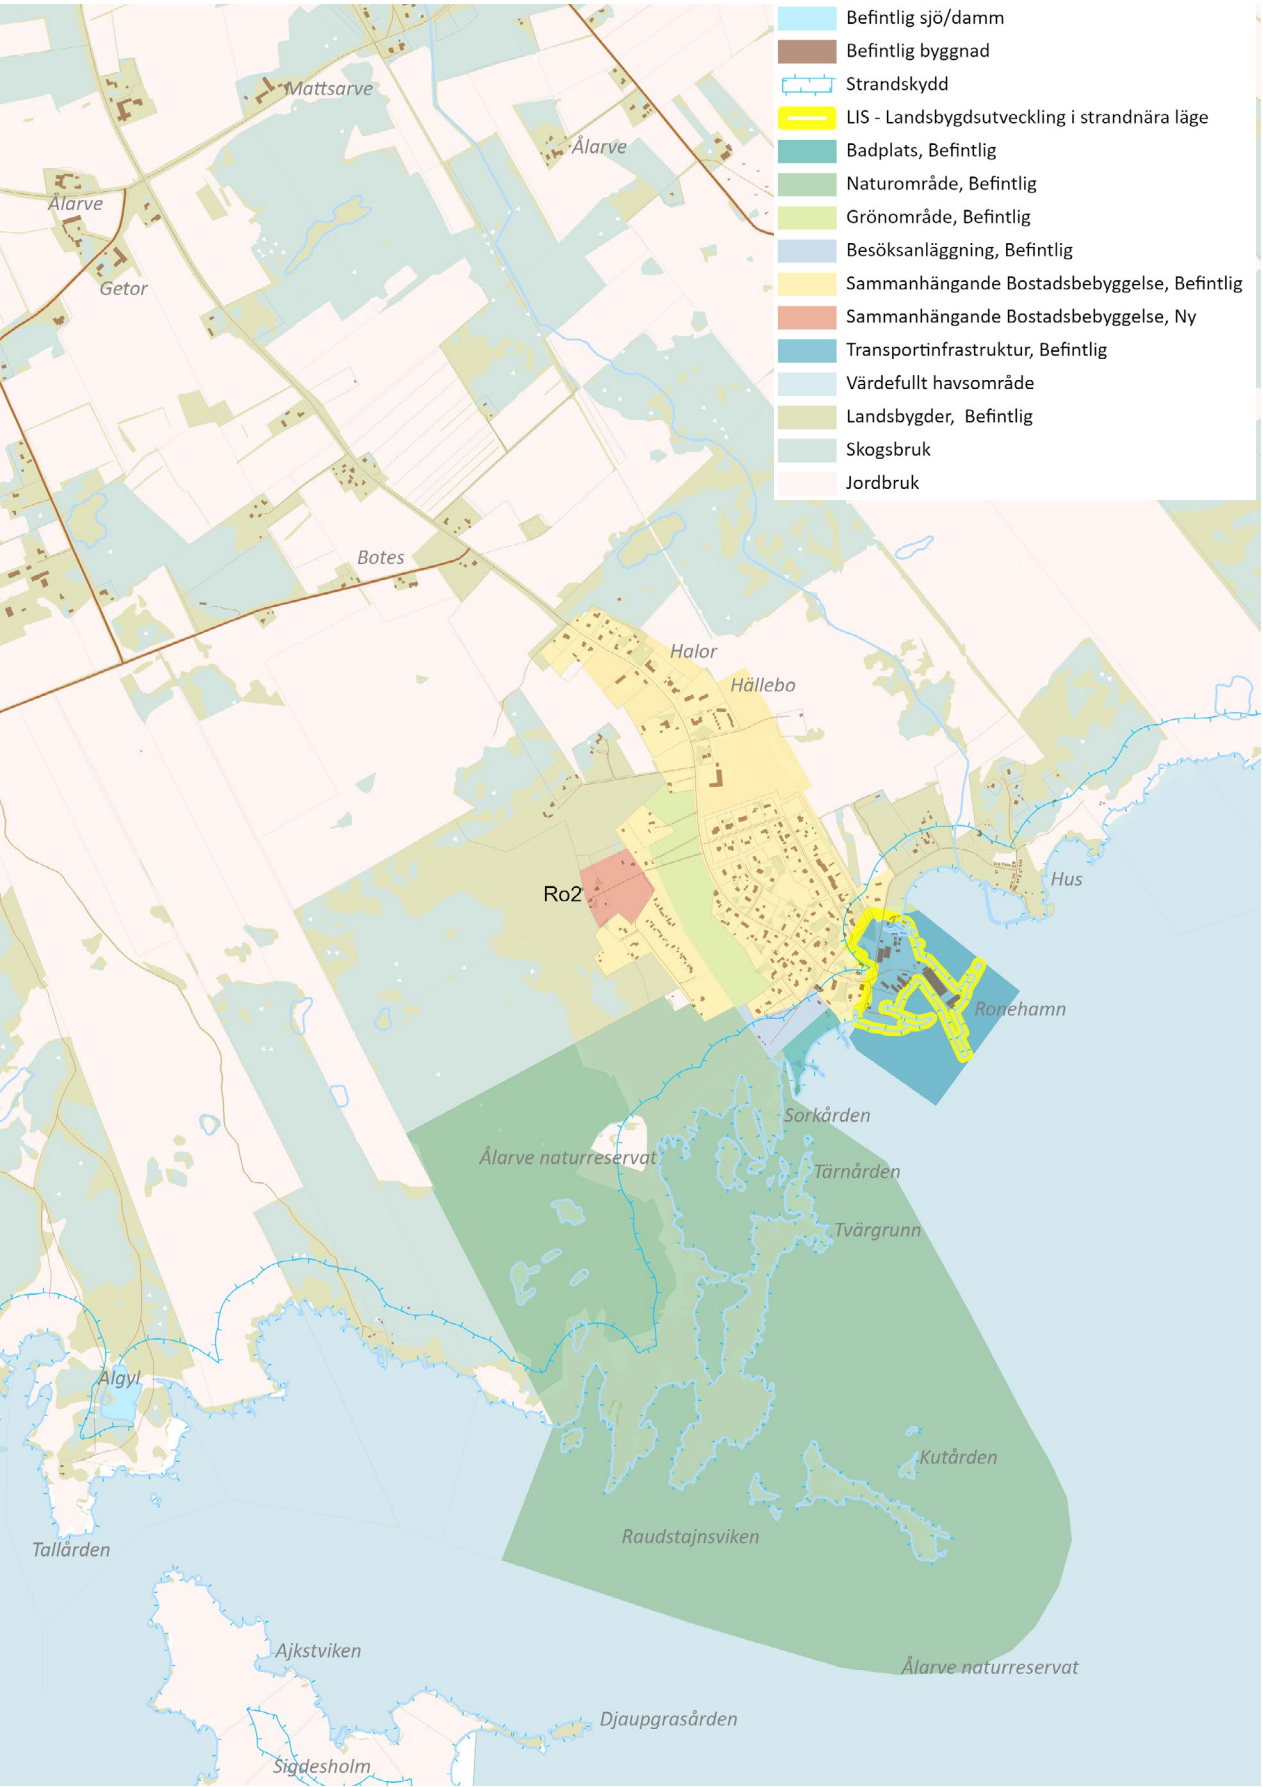 Befintlig sjö/damm
Befintlig byggnad
Strandskydd
LIS - Landsbygdsutveckling i strandnära läge
Badplats, Befintlig
Naturområde, Befintlig
Grönområde, Befintlig
Besöksanläggning, Befintlig
Sammanhängande Bostadsbebyggelse, Befintlig
Sammanhängande Bostadsbebyggelse, Ny
Transportinfrastruktur, Befintlig
Värdefullt havsområde
Landsbygder, Befintlig
Skogsbruk
Jordbruk
Mattsarve
Ålarve
Ålarve
Getor
Botes
Halor
Hällebo
Hus
Ro2
Ronehamn
Sorkården
Ålarve naturreservat
Tärnården
Tvärgrunn
Algyl
Kutården
Raudstajnsviken
Tallården
Ajkstviken
Ålarve naturreservat
Djaupgrasården
Sigdesholm